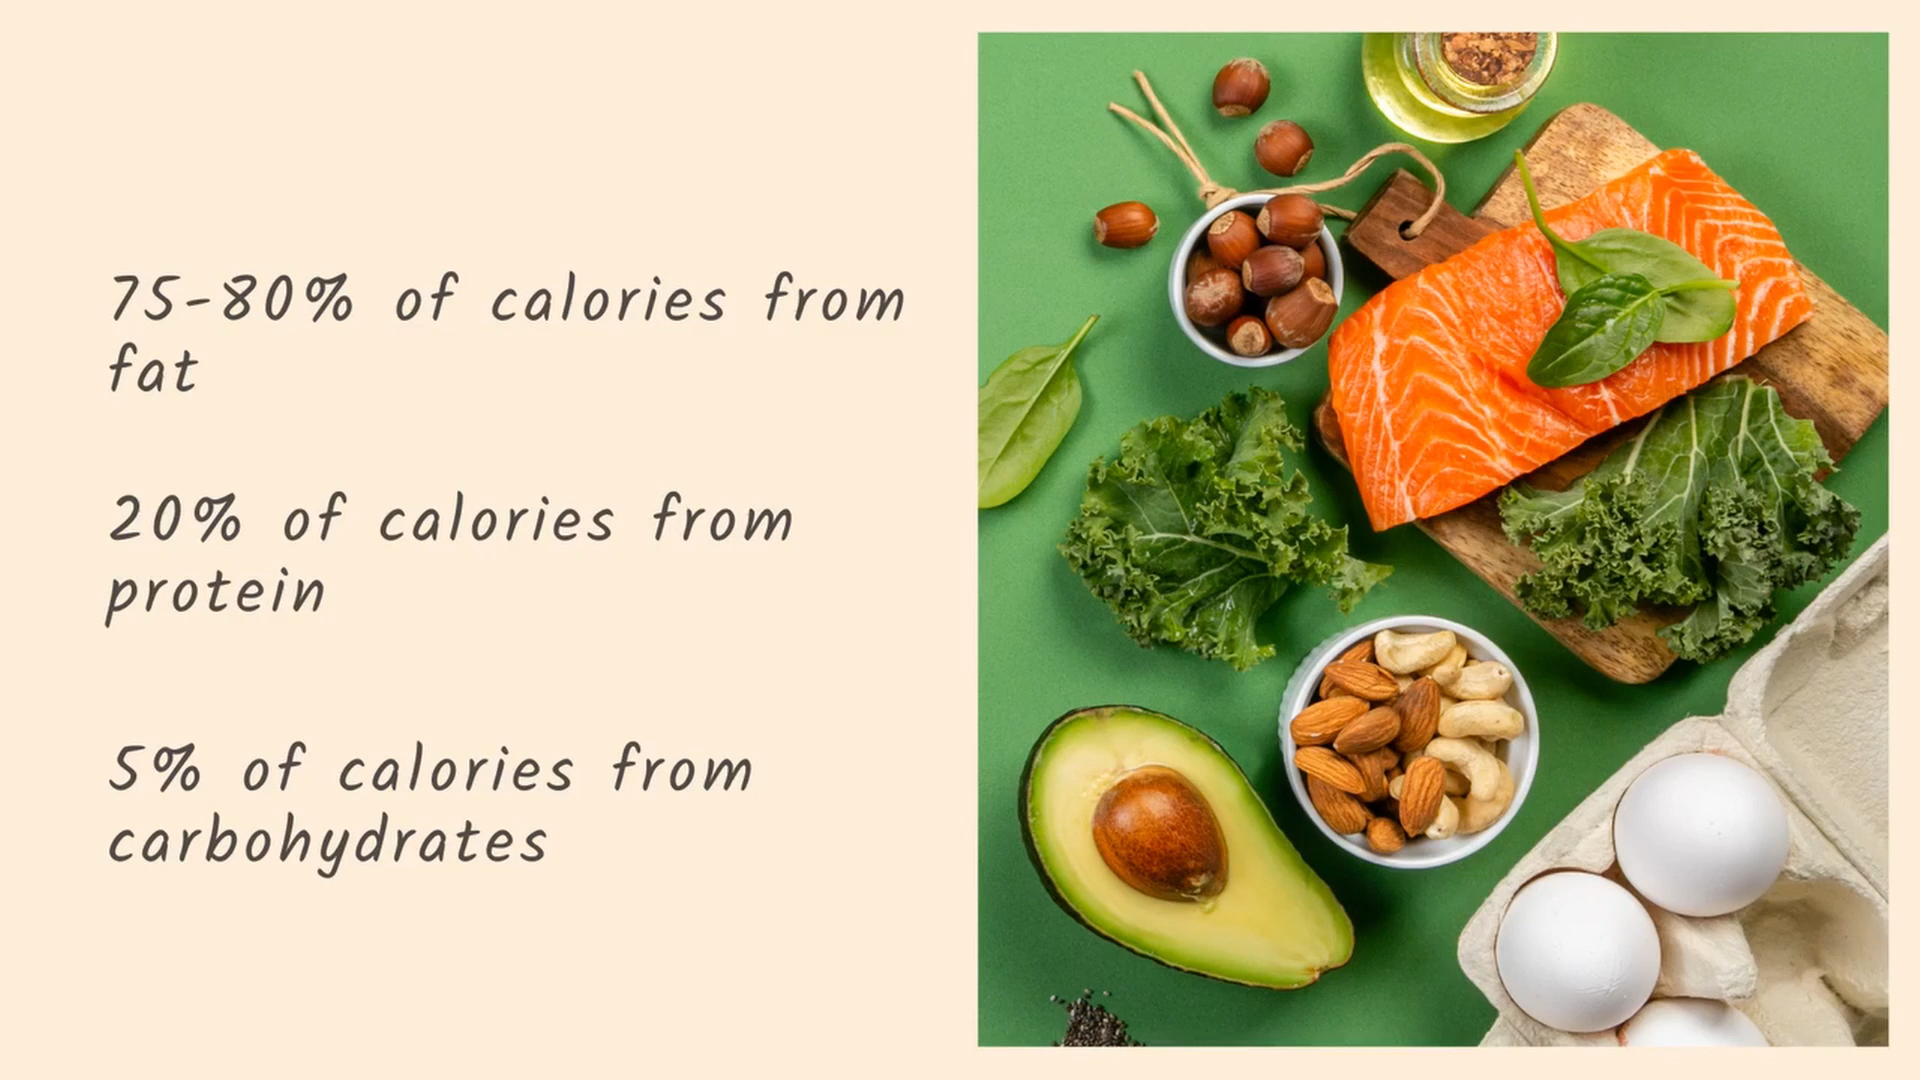 75-80% of calories from
fat
20% of calories from
protein
5% of calories from
carbohydrates